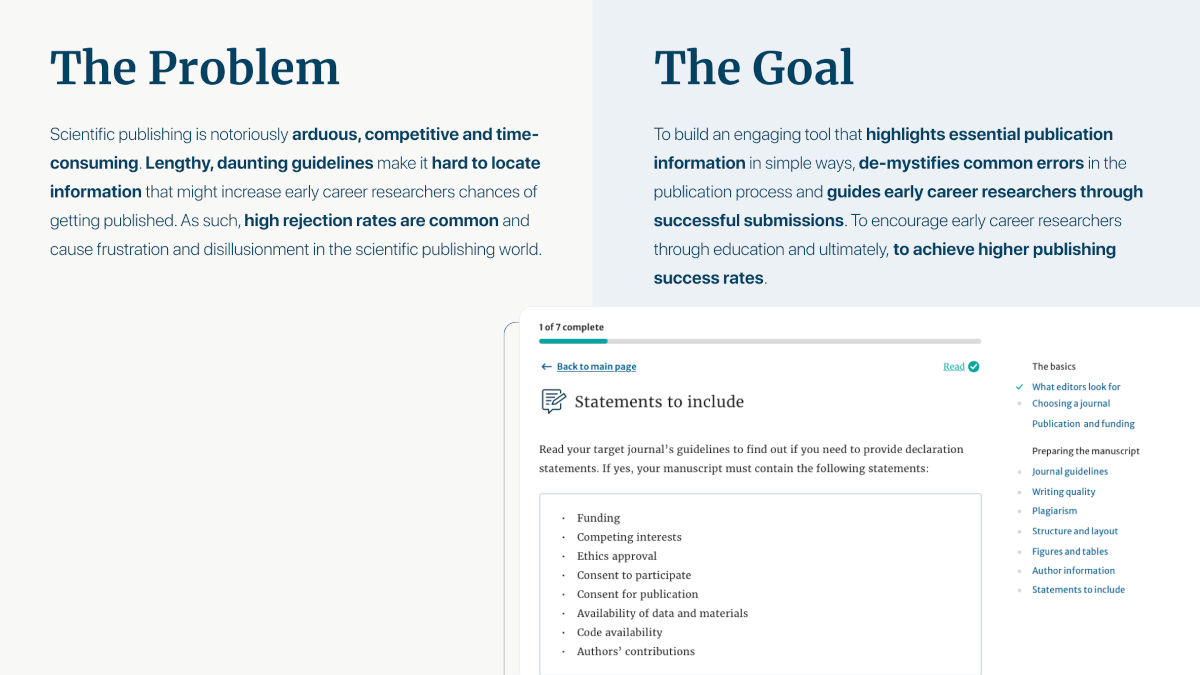 The Problem
Scientific publishing is notoriously arduous, competitive and time-
consuming. Lengthy, daunting guidelines make it hard to locate
information that might increase early career researchers chances of
getting published. As such, high rejection rates are common and
cause frustration and disillusionment in the scientific publishing world.
The Goal
To build an engaging tool that highlights essential publication
information in simple ways, de-mystifies common errors in the
publication process and guides early career researchers through
successful submissions. To encourage early career researchers
through education and ultimately, to achieve higher publishing
success rates.
1 of 7 complete
Back to main page
Read
Statements to include
Read your target journal's guidelines to find out if you need to provide declaration
statements. If yes, your manuscript must contain the following statements:
• Funding
• Competing interests
• Ethics approval
• Consent to participate
• Consent for publication
• Availability of data and materials
• Code availability
• Authors' contributions
The basics
What editors look for
Choosing a journal
Publication and funding
Preparing the manuscript
Journal guidelines
Writing quality
Plagiarism
Structure and layout
Figures and tables
Author information
Statements to include